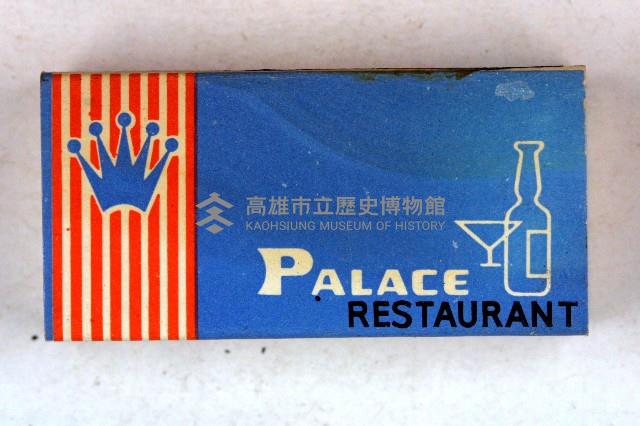 高雄市立歷史博物館
KAOHSIUNG MUSEUM OF HISTORY
PALACE
RESTAURANT